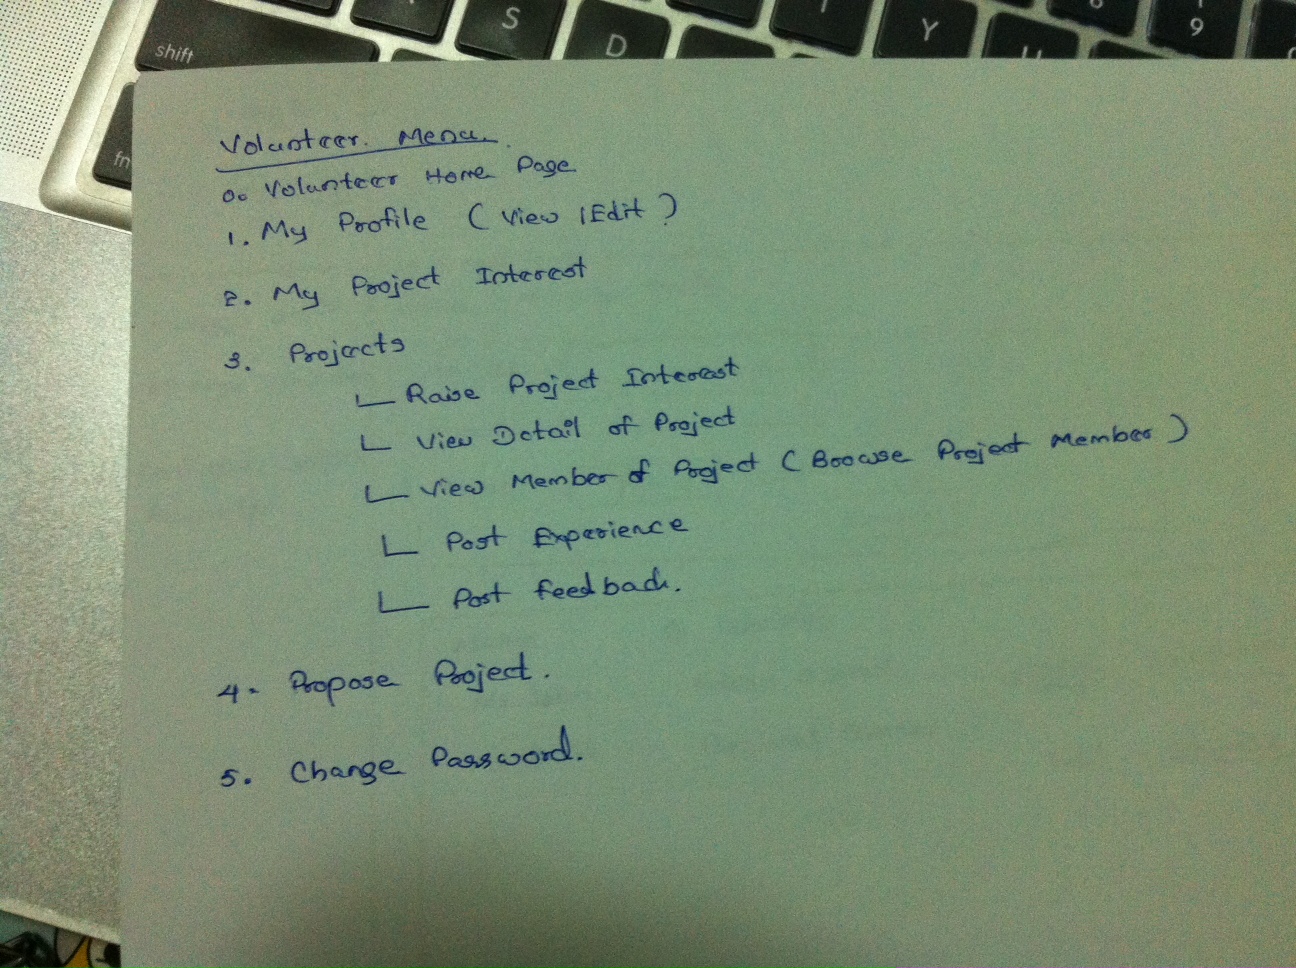 Volunteer Menu.
0. Volunteer Home Page
1. My Profile (View / Edit)
2. My Project Interest
3. Projects
Raise Project Interest
View Detail of Project
View Member of Project (Browse Project Member)
Post Experience
Post Feedback.
4. Propose Project.
5. Change Password.
fn
shift
S
D
Y
9